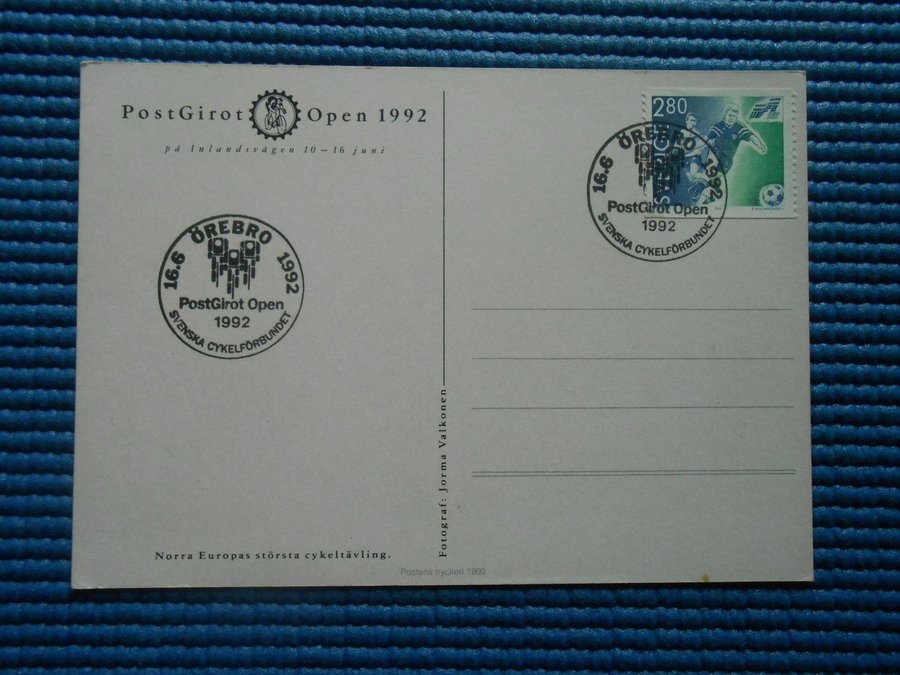 PostGirot Open 1992
på Inlandsvägen 10–16 juni
16.6 ÖREBRO 1992
PostGirot Open
1992
SVENSKA CYKELFÖRBUNDET
2.80
SVERIGE
16.6 ÖREBRO 1992
PostGirot Open
1992
SVENSKA CYKELFÖRBUNDET
Fotograf: Jorma Valkonen
Norra Europas största cykeltävling.
Postens tryckeri 1992